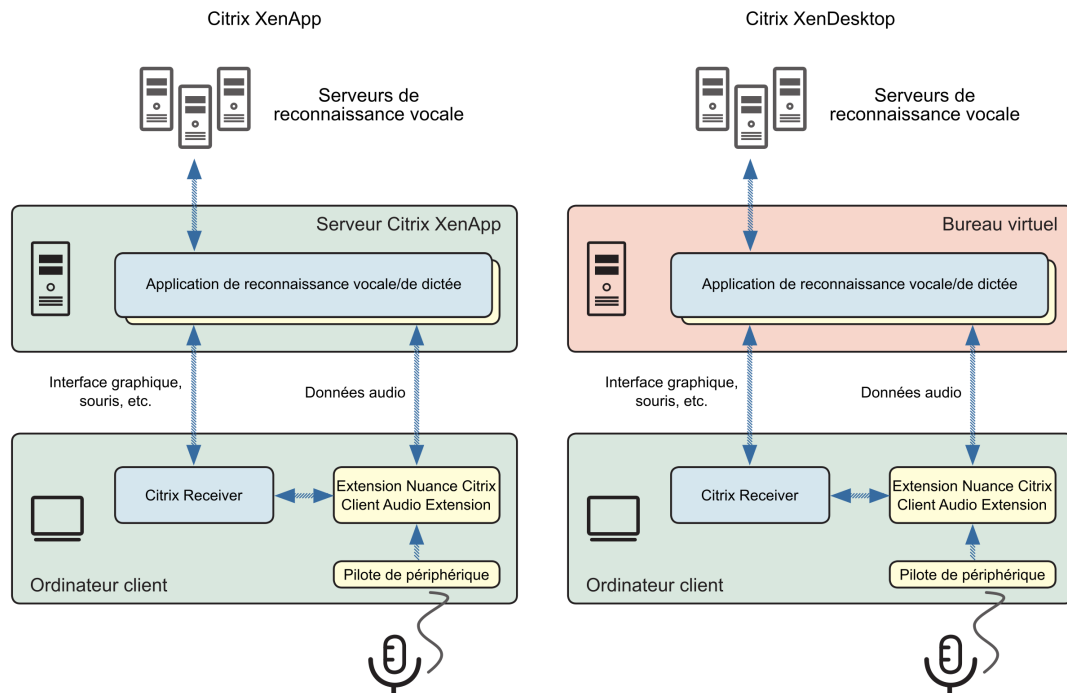 Citrix XenApp
Serveurs de
reconnaissance vocale
Serveur Citrix XenApp
Application de reconnaissance vocale/de dictée
Interface graphique,
souris, etc.
Données audio
Citrix Receiver
Extension Nuance Citrix
Client Audio Extension
Pilote de périphérique
Ordinateur client
Citrix XenDesktop
Serveurs de
reconnaissance vocale
Bureau virtuel
Application de reconnaissance vocale/de dictée
Interface graphique,
souris, etc.
Données audio
Citrix Receiver
Extension Nuance Citrix
Client Audio Extension
Pilote de périphérique
Ordinateur client